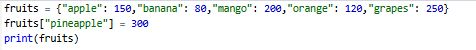 fruits = {"apple": 150,"banana": 80,"mango": 200,"orange": 120,"grapes": 250}
fruits["pineapple"] = 300
print(fruits)